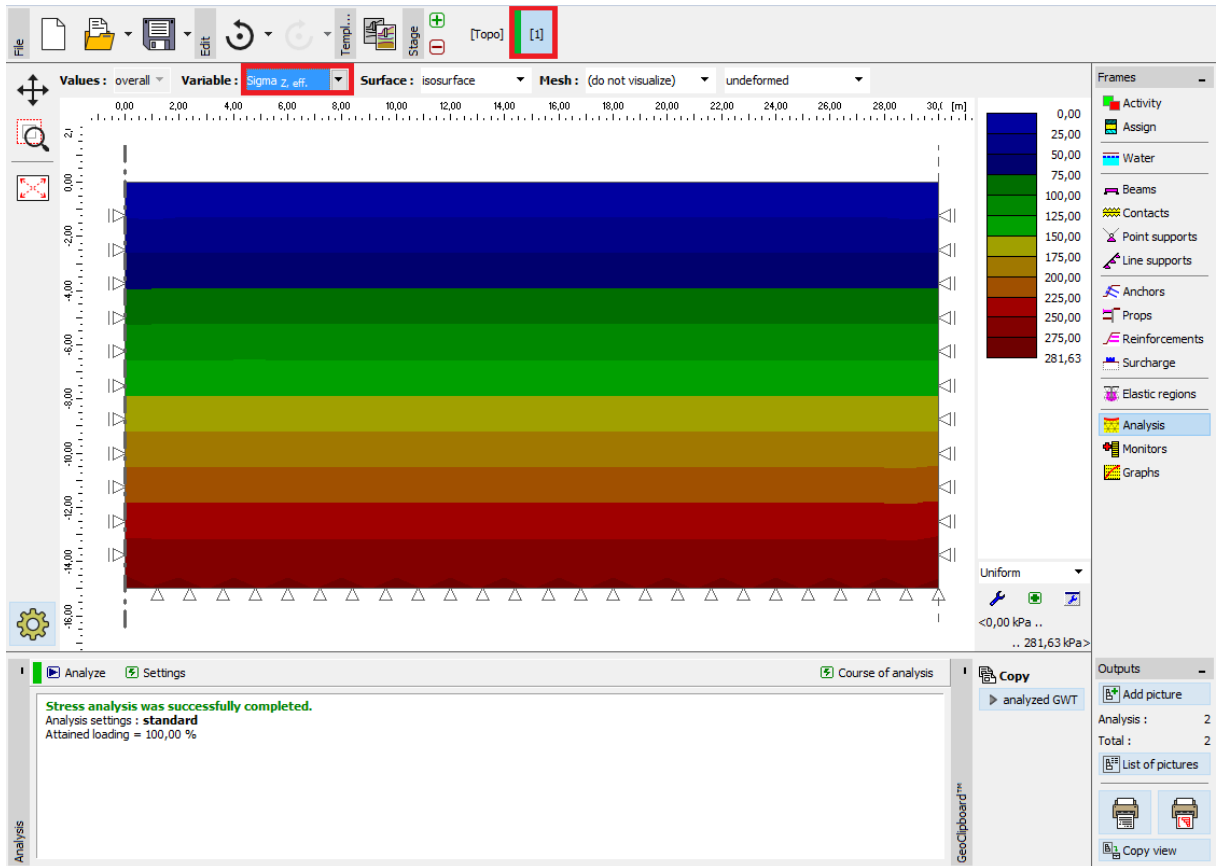 File
Edit
Templ...
Stage
[Topo]
[1]
Values : overall
Variable : Sigma z, eff.
Surface : isosurface
Mesh : (do not visualize)
undeformed
0,00 2,00 4,00 6,00 8,00 10,00 12,00 14,00 16,00 18,00 20,00 22,00 24,00 26,00 28,00 30,( [m]
2,(
0,00
-2,00
-4,00
-6,00
-8,00
-10,00
-12,00
-14,00
-16,00
0,00
25,00
50,00
75,00
100,00
125,00
150,00
175,00
200,00
225,00
250,00
275,00
281,63
Uniform
<0,00 kPa ..
.. 281,63 kPa>
Frames
Activity
Assign
Water
Beams
Contacts
Point supports
Line supports
Anchors
Props
Reinforcements
Surcharge
Elastic regions
Analysis
Monitors
Graphs
Analysis
Analyze
Settings
Course of analysis
Stress analysis was successfully completed.
Analysis settings : standard
Attained loading = 100,00 %
GeoClipboard™
Copy
analyzed GWT
Outputs
Add picture
Analysis : 2
Total : 2
List of pictures
Copy view